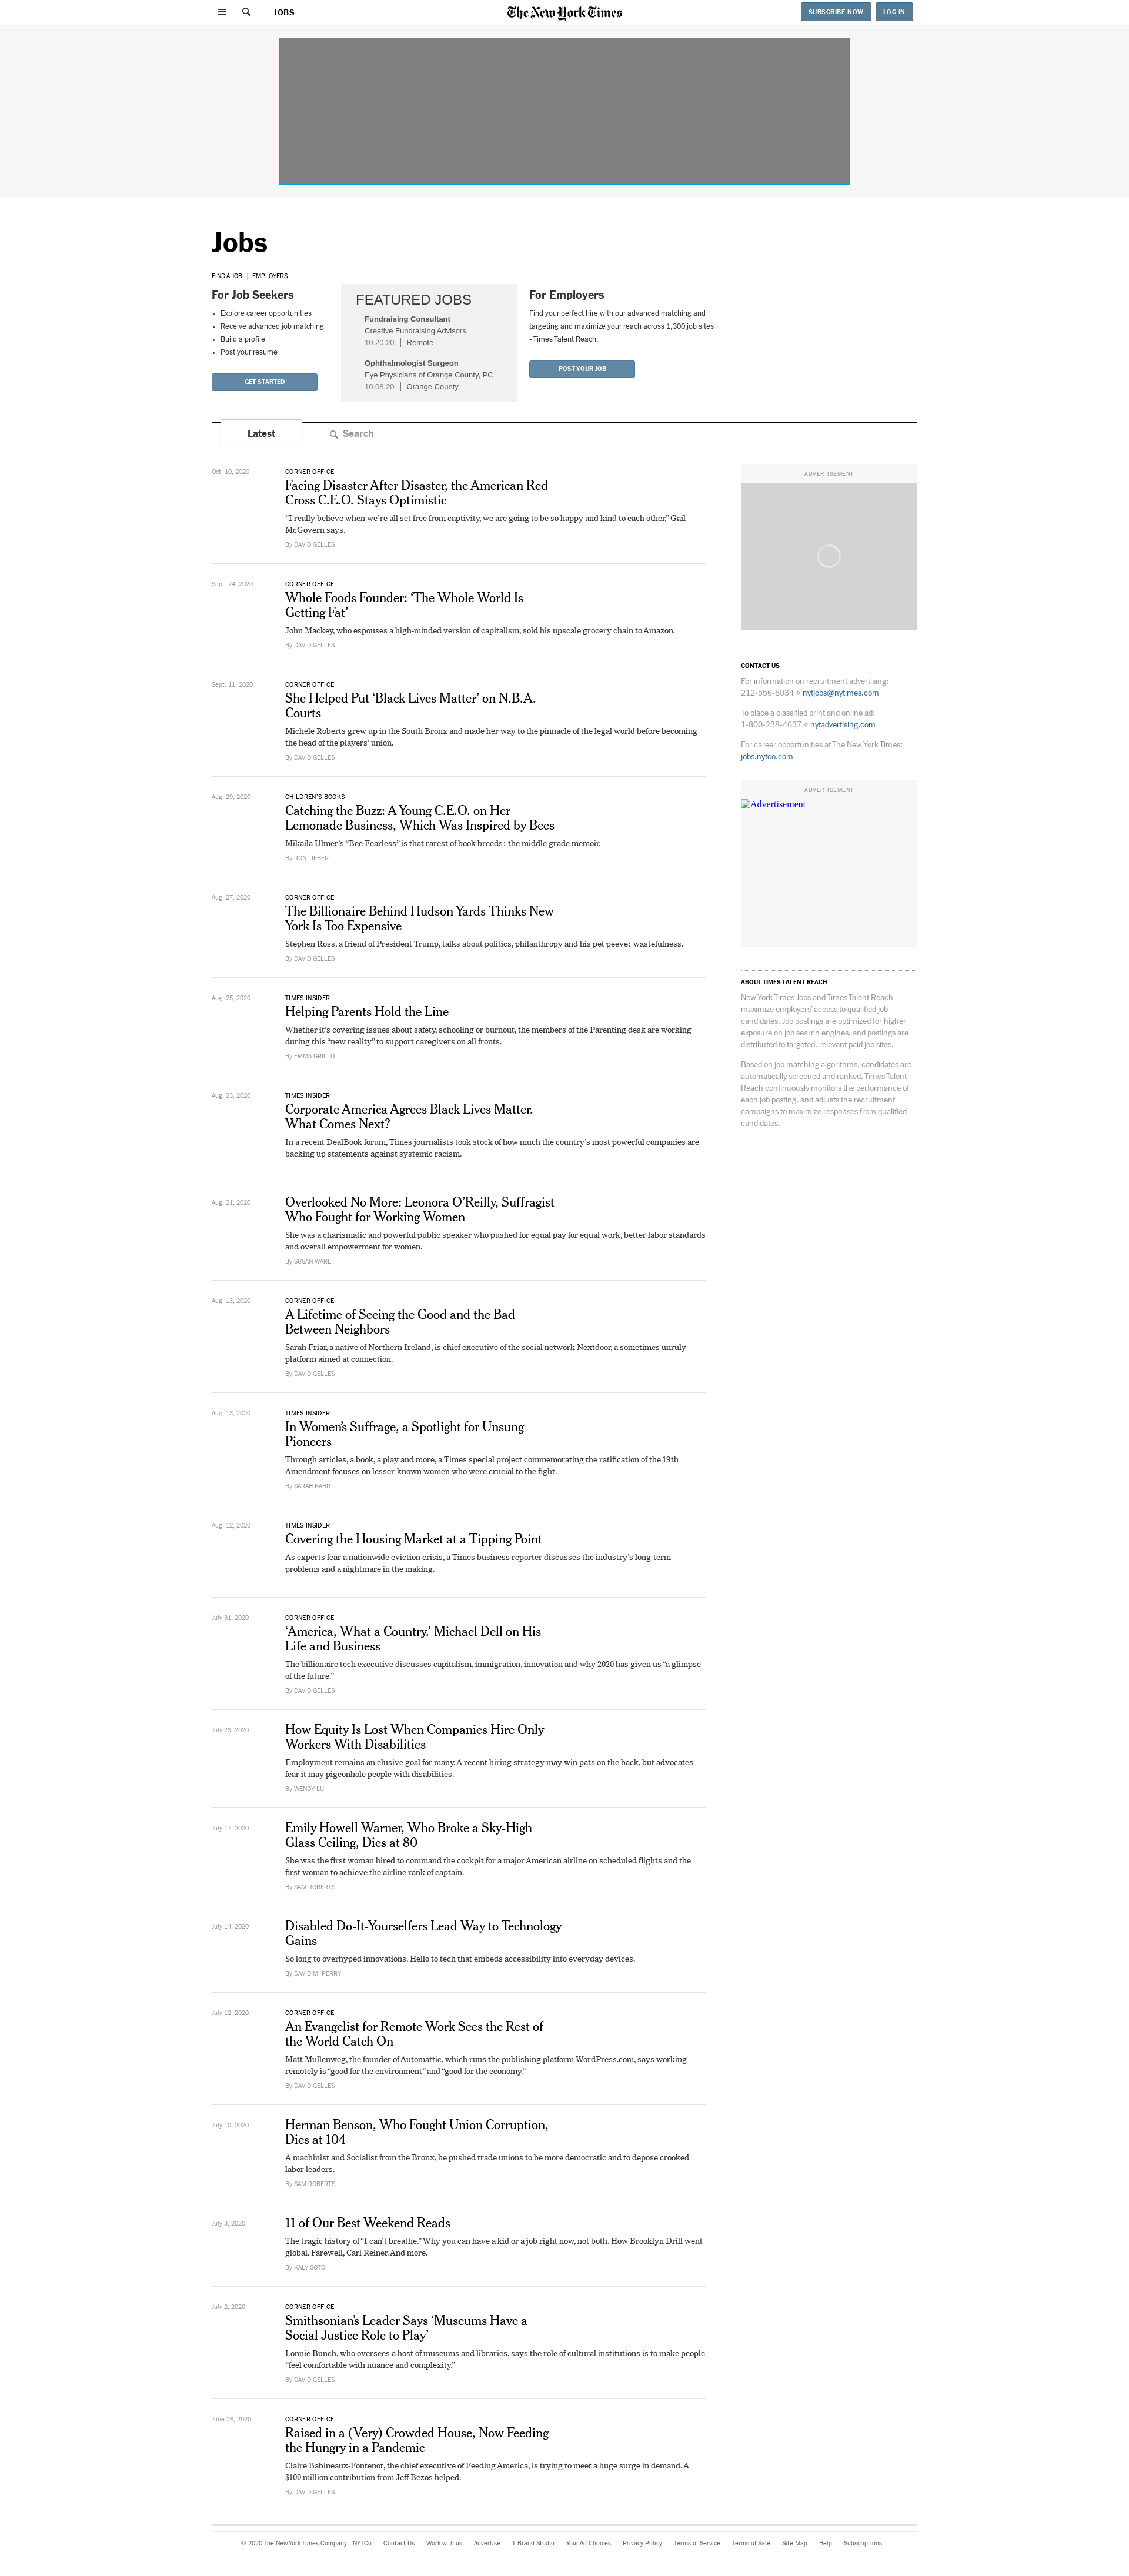 JOBS
The New York Times
SUBSCRIBE NOW
LOG IN
Jobs
FIND A JOB | EMPLOYERS
For Job Seekers
Explore career opportunities
Receive advanced job matching
Build a profile
Post your resume
GET STARTED
FEATURED JOBS
Fundraising Consultant
Creative Fundraising Advisors
10.20.20 | Remote
Ophthalmologist Surgeon
Eye Physicians of Orange County, PC
10.08.20 | Orange County
For Employers
Find your perfect hire with our advanced matching and
targeting and maximize your reach across 1,300 job sites
- Times Talent Reach.
POST YOUR JOB
Latest
Search
Oct. 10, 2020
CORNER OFFICE
Facing Disaster After Disaster, the American Red
Cross C.E.O. Stays Optimistic
“I really believe when we’re all set free from captivity, we are going to be so happy and kind to each other,” Gail
McGovern says.
By DAVID GELLES
Sept. 24, 2020
CORNER OFFICE
Whole Foods Founder: ‘The Whole World Is
Getting Fat’
John Mackey, who espouses a high-minded version of capitalism, sold his upscale grocery chain to Amazon.
By DAVID GELLES
Sept. 11, 2020
CORNER OFFICE
She Helped Put ‘Black Lives Matter’ on N.B.A.
Courts
Michele Roberts grew up in the South Bronx and made her way to the pinnacle of the legal world before becoming
the head of the players’ union.
By DAVID GELLES
Aug. 29, 2020
CHILDREN’S BOOKS
Catching the Buzz: A Young C.E.O. on Her
Lemonade Business, Which Was Inspired by Bees
Mikaila Ulmer’s “Bee Fearless” is that rarest of book breeds: the middle grade memoir.
By RON LIEBER
Aug. 27, 2020
CORNER OFFICE
The Billionaire Behind Hudson Yards Thinks New
York Is Too Expensive
Stephen Ross, a friend of President Trump, talks about politics, philanthropy and his pet peeve: wastefulness.
By DAVID GELLES
Aug. 25, 2020
TIMES INSIDER
Helping Parents Hold the Line
Whether it’s covering issues about safety, schooling or burnout, the members of the Parenting desk are working
during this “new reality” to support caregivers on all fronts.
By EMMA GRILLO
Aug. 23, 2020
TIMES INSIDER
Corporate America Agrees Black Lives Matter.
What Comes Next?
In a recent DealBook forum, Times journalists took stock of how much the country’s most powerful companies are
backing up statements against systemic racism.
Aug. 21, 2020
Overlooked No More: Leonora O’Reilly, Suffragist
Who Fought for Working Women
She was a charismatic and powerful public speaker who pushed for equal pay for equal work, better labor standards
and overall empowerment for women.
By SUSAN WARE
Aug. 13, 2020
CORNER OFFICE
A Lifetime of Seeing the Good and the Bad
Between Neighbors
Sarah Friar, a native of Northern Ireland, is chief executive of the social network Nextdoor, a sometimes unruly
platform aimed at connection.
By DAVID GELLES
Aug. 13, 2020
TIMES INSIDER
In Women’s Suffrage, a Spotlight for Unsung
Pioneers
Through articles, a book, a play and more, a Times special project commemorating the ratification of the 19th
Amendment focuses on lesser-known women who were crucial to the fight.
By SARAH BAHR
Aug. 12, 2020
TIMES INSIDER
Covering the Housing Market at a Tipping Point
As experts fear a nationwide eviction crisis, a Times business reporter discusses the industry’s long-term
problems and a nightmare in the making.
July 31, 2020
CORNER OFFICE
‘America, What a Country.’ Michael Dell on His
Life and Business
The billionaire tech executive discusses capitalism, immigration, innovation and why 2020 has given us “a glimpse
of the future.”
By DAVID GELLES
July 23, 2020
How Equity Is Lost When Companies Hire Only
Workers With Disabilities
Employment remains an elusive goal for many. A recent hiring strategy may win pats on the back, but advocates
fear it may pigeonhole people with disabilities.
By WENDY LU
July 17, 2020
Emily Howell Warner, Who Broke a Sky-High
Glass Ceiling, Dies at 80
She was the first woman hired to command the cockpit for a major American airline on scheduled flights and the
first woman to achieve the airline rank of captain.
By SAM ROBERTS
July 14, 2020
Disabled Do-It-Yourselfers Lead Way to Technology
Gains
So long to overhyped innovations. Hello to tech that embeds accessibility into everyday devices.
By DAVID M. PERRY
July 12, 2020
CORNER OFFICE
An Evangelist for Remote Work Sees the Rest of
the World Catch On
Matt Mullenweg, the founder of Automattic, which runs the publishing platform WordPress.com, says working
remotely is “good for the environment” and “good for the economy.”
By DAVID GELLES
July 10, 2020
Herman Benson, Who Fought Union Corruption,
Dies at 104
A machinist and Socialist from the Bronx, he pushed trade unions to be more democratic and to depose crooked
labor leaders.
By SAM ROBERTS
July 3, 2020
11 of Our Best Weekend Reads
The tragic history of “I can’t breathe.” Why you can have a kid or a job right now, not both. How Brooklyn Drill went
global. Farewell, Carl Reiner. And more.
By KALY SOTO
July 2, 2020
CORNER OFFICE
Smithsonian’s Leader Says ‘Museums Have a
Social Justice Role to Play’
Lonnie Bunch, who oversees a host of museums and libraries, says the role of cultural institutions is to make people
“feel comfortable with nuance and complexity.”
By DAVID GELLES
June 26, 2020
CORNER OFFICE
Raised in a (Very) Crowded House, Now Feeding
the Hungry in a Pandemic
Claire Babineaux-Fontenot, the chief executive of Feeding America, is trying to meet a huge surge in demand. A
$100 million contribution from Jeff Bezos helped.
By DAVID GELLES
ADVERTISEMENT
CONTACT US
For information on recruitment advertising:
212-556-8034 ⋄ nytjobs@nytimes.com
To place a classified print and online ad:
1-800-238-4637 ⋄ nytadvertising.com
For career opportunities at The New York Times:
jobs.nytco.com
ADVERTISEMENT
Advertisement
ABOUT TIMES TALENT REACH
New York Times Jobs and Times Talent Reach
maximize employers’ access to qualified job
candidates. Job postings are optimized for higher
exposure on job search engines, and postings are
distributed to targeted, relevant paid job sites.
Based on job matching algorithms, candidates are
automatically screened and ranked. Times Talent
Reach continuously monitors the performance of
each job posting, and adjusts the recruitment
campaigns to maximize responses from qualified
candidates.
© 2020 The New York Times Company NYTCo Contact Us Work with us Advertise T Brand Studio Your Ad Choices Privacy Policy Terms of Service Terms of Sale Site Map Help Subscriptions